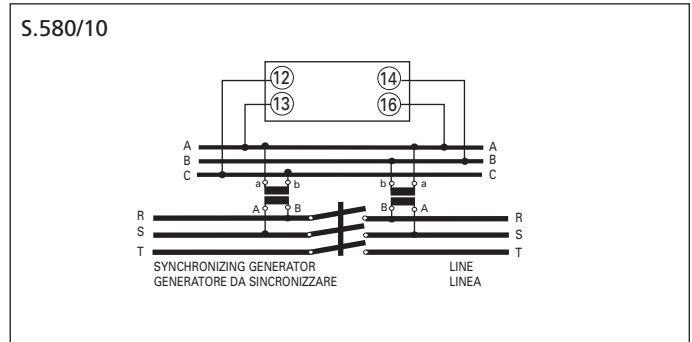 S.580/10
12 14
13 16
A A
B B
C C
a b b a
A B B A
R R
S S
T T
SYNCHRONIZING GENERATOR LINE
GENERATORE DA SINCRONIZZARE LINEA